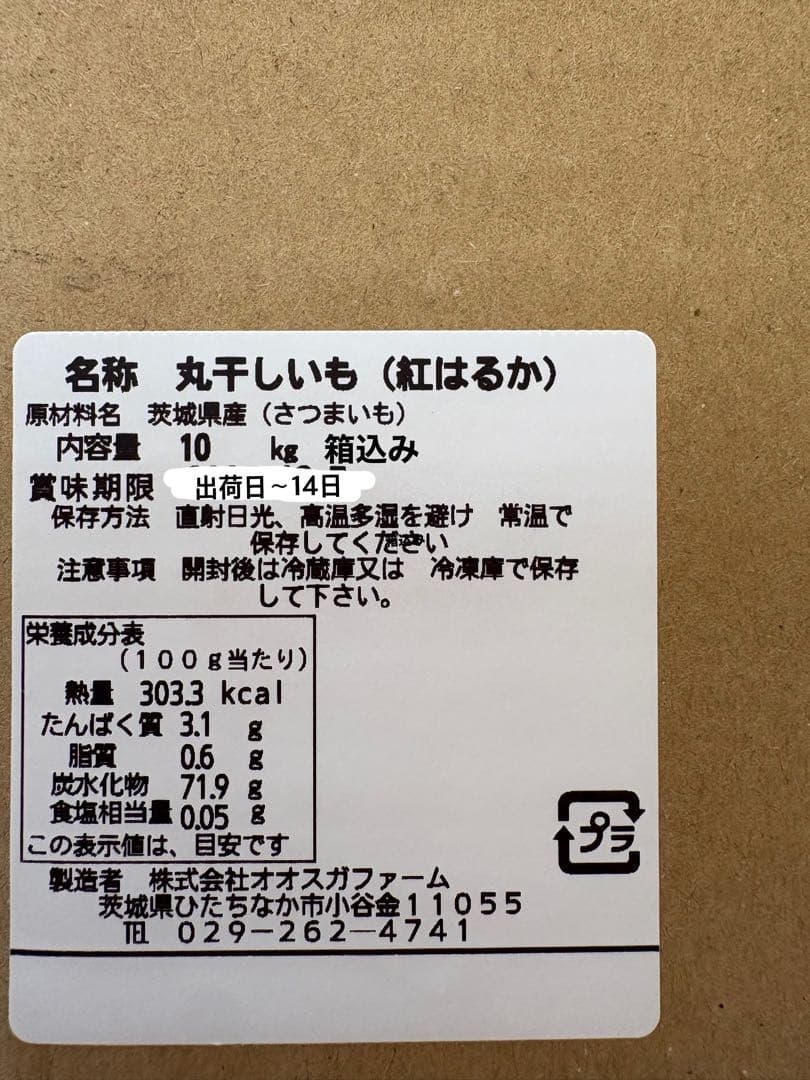 名称 丸干しいも（紅はるか）
原材料名 茨城県産（さつまいも）
内容量 10 kg 箱込み
賞味期限 出荷日～14日
保存方法 直射日光、高温多湿を避け 常温で
保存してください
注意事項 開封後は冷蔵庫又は 冷凍庫で保存
して下さい。
栄養成分表
（１００ｇ当たり）
熱量 303.3 kcal
たんぱく質 3.1 g
脂質 0.6 g
炭水化物 71.9 g
食塩相当量 0.05 g
この表示値は、目安です
プラ
製造者 株式会社オオスガファーム
茨城県ひたちなか市小谷金１１０５５
℡ ０２９－２６２－４７４１